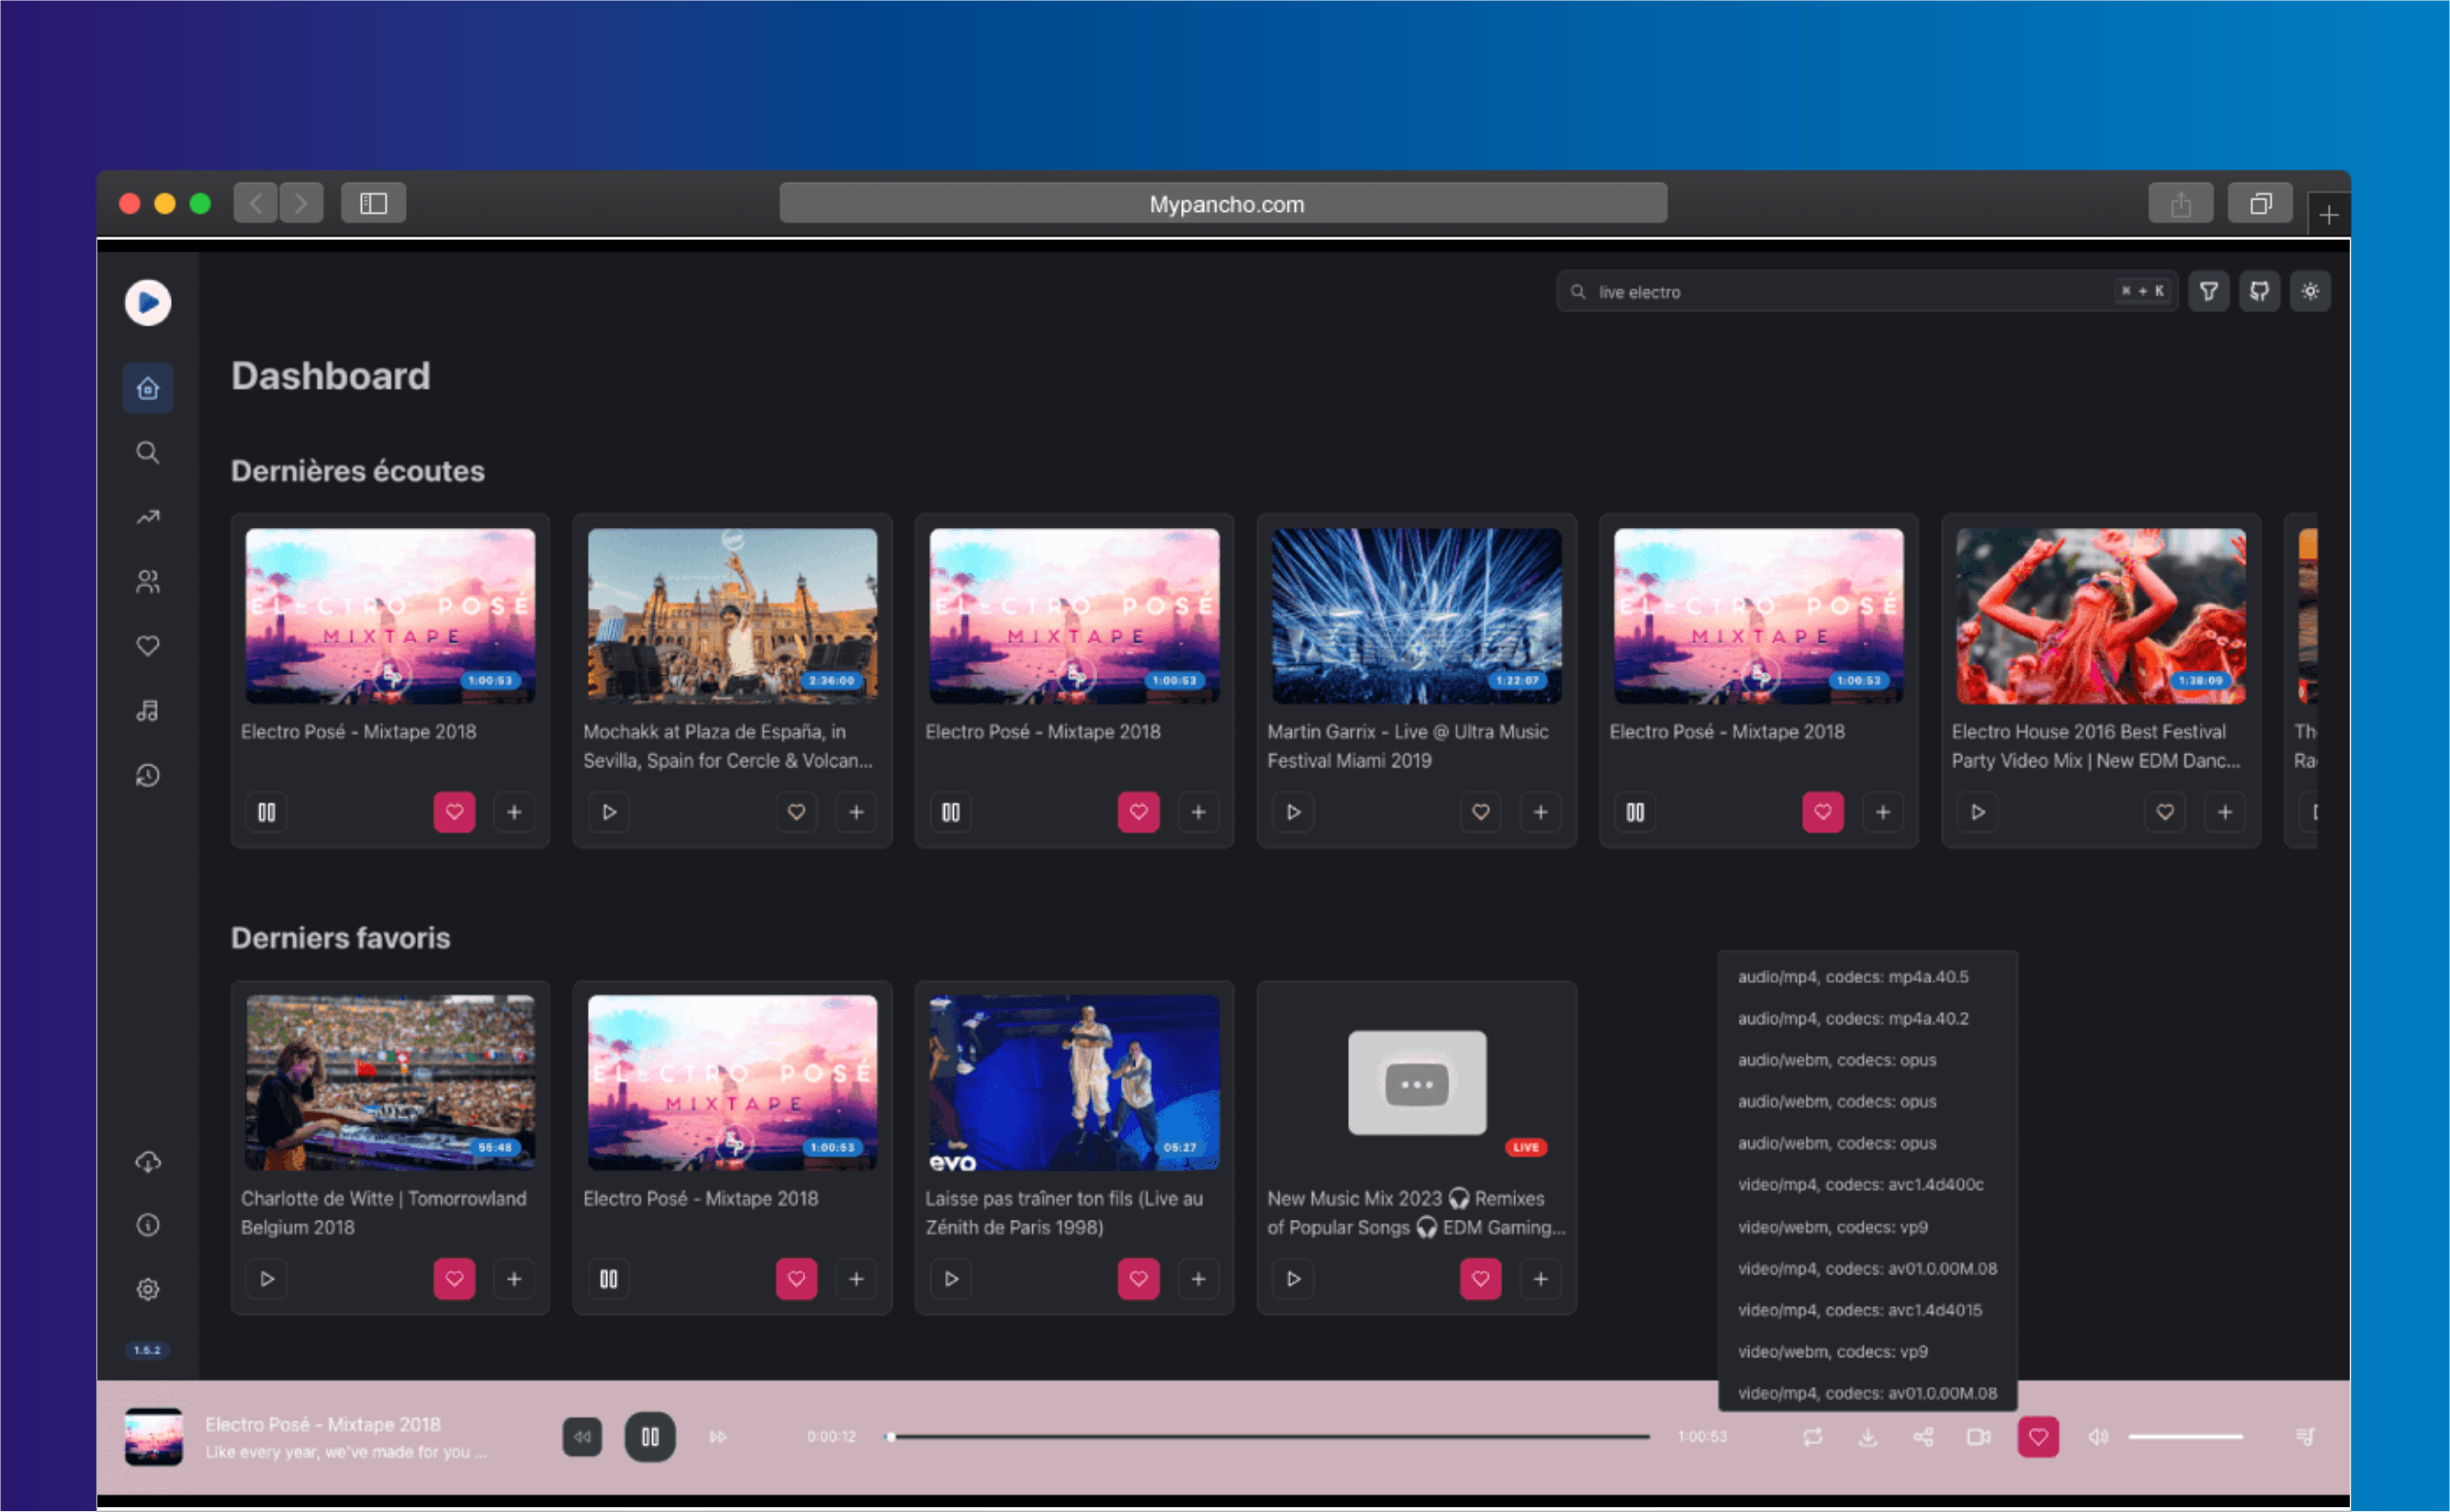 Mypancho.com
live electro
⌘ + K
Dashboard
Dernières écoutes
ELECTRO POSÉ
MIXTAPE
1:00:53
2:36:00
ELECTRO POSÉ
MIXTAPE
1:00:53
1:22:07
ELECTRO POSÉ
MIXTAPE
1:00:53
1:38:09
Electro Posé - Mixtape 2018
Mochakk at Plaza de España, in
Sevilla, Spain for Cercle & Volcan...
Electro Posé - Mixtape 2018
Martin Garrix - Live @ Ultra Music
Festival Miami 2019
Electro Posé - Mixtape 2018
Electro House 2016 Best Festival
Party Video Mix | New EDM Danc...
Th
Ra
Derniers favoris
55:48
ELECTRO POSÉ
MIXTAPE
1:00:53
evo
05:27
LIVE
Charlotte de Witte | Tomorrowland
Belgium 2018
Electro Posé - Mixtape 2018
Laisse pas traîner ton fils (Live au
Zénith de Paris 1998)
New Music Mix 2023 🎧 Remixes
of Popular Songs 🎧 EDM Gaming...
audio/mp4, codecs: mp4a.40.5
audio/mp4, codecs: mp4a.40.2
audio/webm, codecs: opus
audio/webm, codecs: opus
audio/webm, codecs: opus
video/mp4, codecs: avc1.4d400c
video/webm, codecs: vp9
video/mp4, codecs: av01.0.00M.08
video/mp4, codecs: avc1.4d4015
video/webm, codecs: vp9
video/mp4, codecs: av01.0.00M.08
1.5.2
Electro Posé - Mixtape 2018
Like every year, we've made for you ...
0:00:12
1:00:53